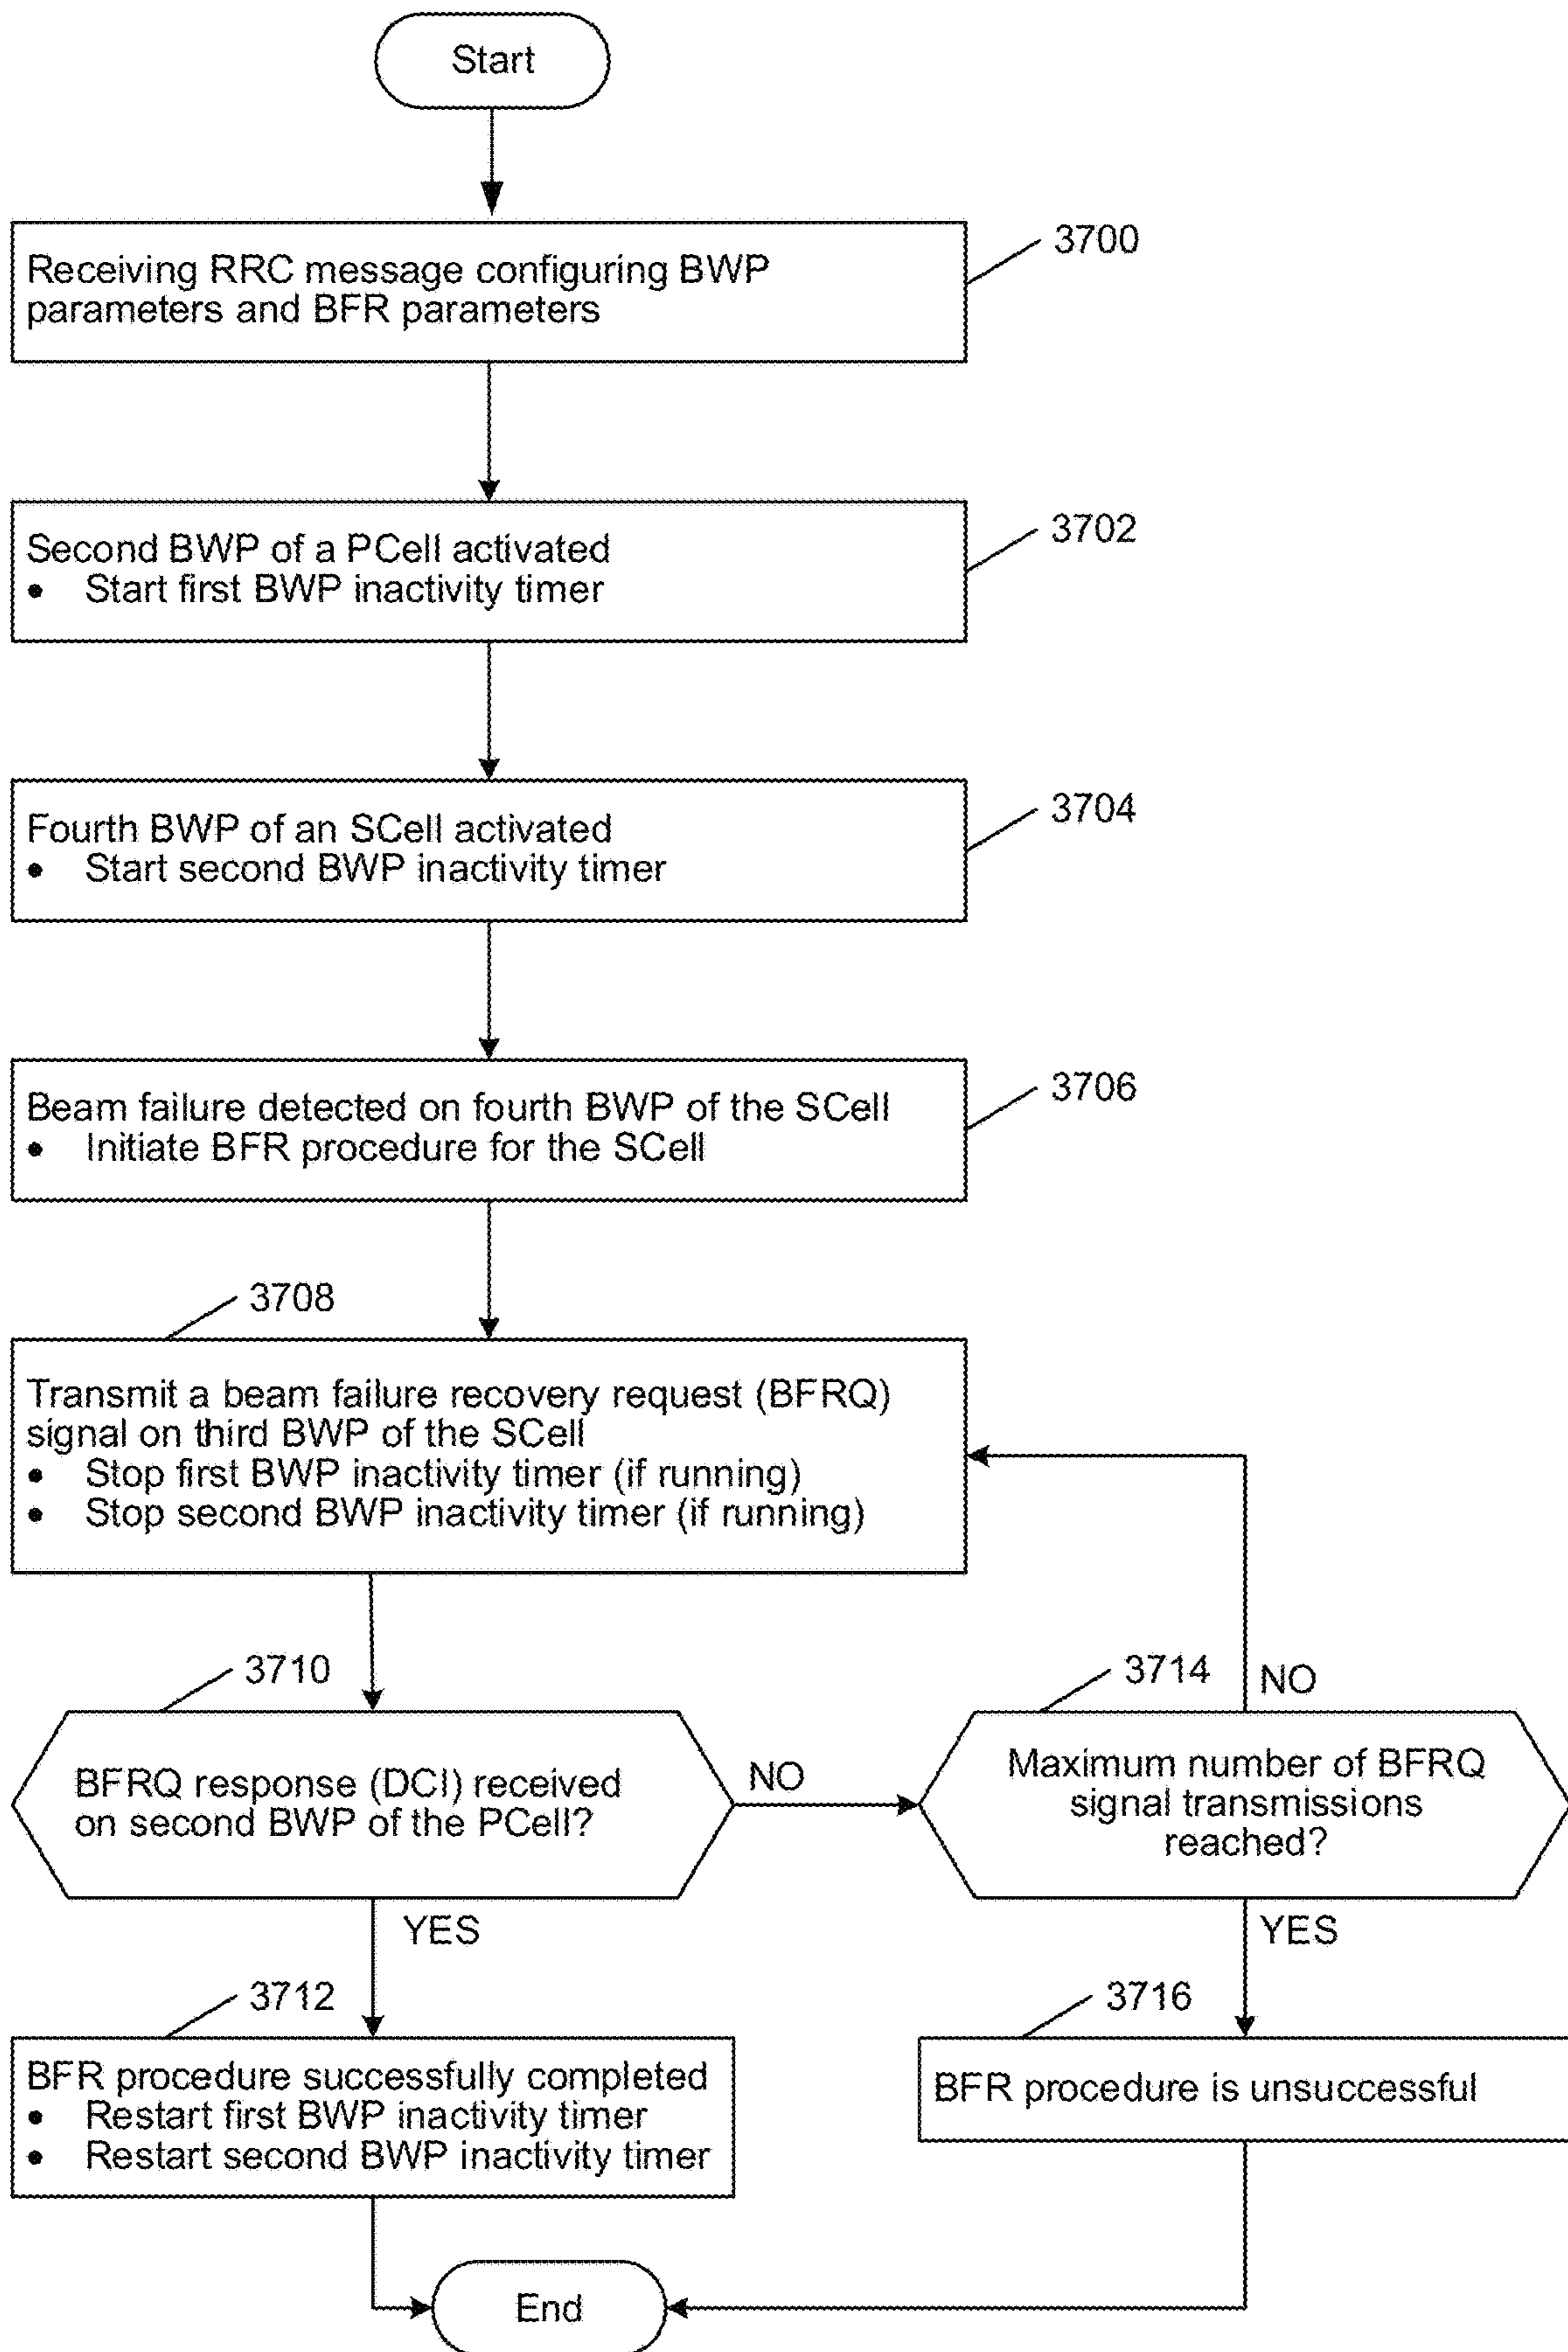 Start
3700
Receiving RRC message configuring BWP
parameters and BFR parameters
3702
Second BWP of a PCell activated
• Start first BWP inactivity timer
3704
Fourth BWP of an SCell activated
• Start second BWP inactivity timer
3706
Beam failure detected on fourth BWP of the SCell
• Initiate BFR procedure for the SCell
3708
Transmit a beam failure recovery request (BFRQ)
signal on third BWP of the SCell
• Stop first BWP inactivity timer (if running)
• Stop second BWP inactivity timer (if running)
3710
BFRQ response (DCI) received
on second BWP of the PCell?
NO
3714
NO
Maximum number of BFRQ
signal transmissions
reached?
YES
YES
3712
BFR procedure successfully completed
• Restart first BWP inactivity timer
• Restart second BWP inactivity timer
3716
BFR procedure is unsuccessful
End